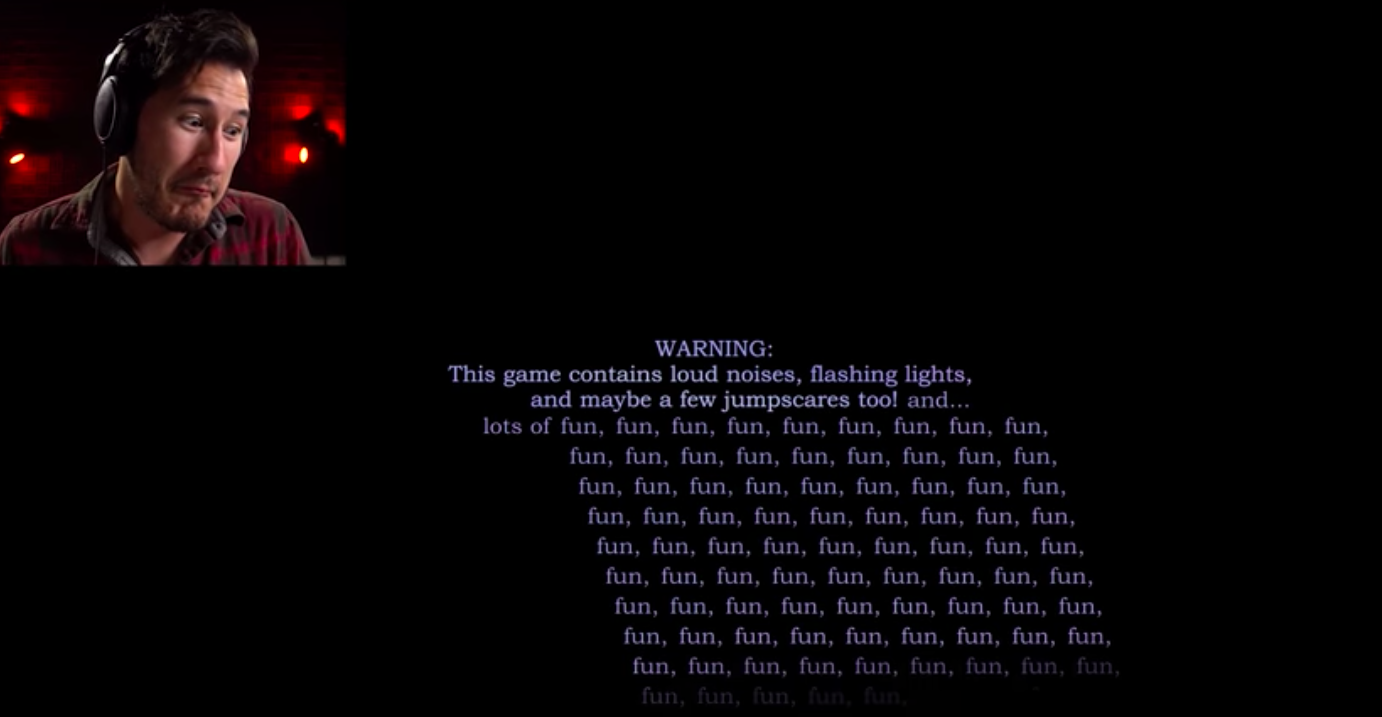 WARNING:
This game contains loud noises, flashing lights,
and maybe a few jumpscares too! and...
lots of fun, fun, fun, fun, fun, fun, fun, fun, fun,
fun, fun, fun, fun, fun, fun, fun, fun, fun,
fun, fun, fun, fun, fun, fun, fun, fun, fun,
fun, fun, fun, fun, fun, fun, fun, fun, fun,
fun, fun, fun, fun, fun, fun, fun, fun, fun,
fun, fun, fun, fun, fun, fun, fun, fun, fun,
fun, fun, fun, fun, fun, fun, fun, fun, fun,
fun, fun, fun, fun, fun, fun, fun, fun, fun,
fun, fun, fun, fun, fun, fun, fun, fun, fun,
fun, fun, fun, fun, fun,